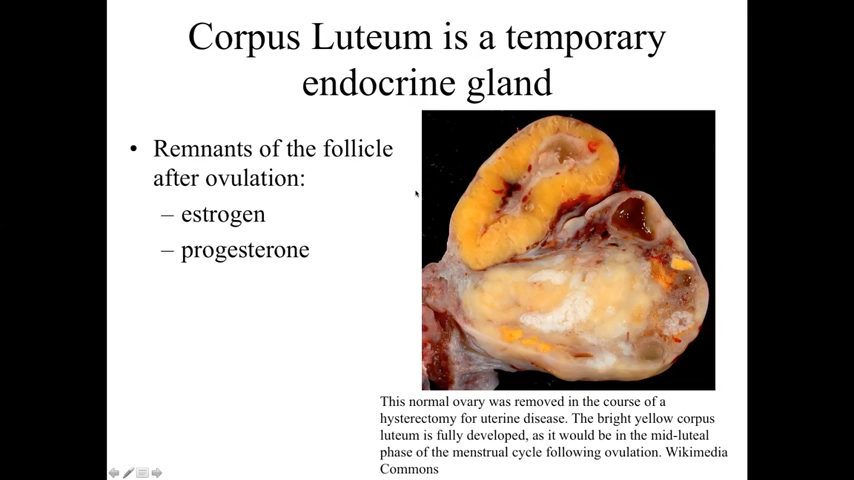 Corpus Luteum is a temporary
endocrine gland
• Remnants of the follicle
after ovulation:
– estrogen
– progesterone
This normal ovary was removed in the course of a
hysterectomy for uterine disease. The bright yellow corpus
luteum is fully developed, as it would be in the mid-luteal
phase of the menstrual cycle following ovulation. Wikimedia
Commons